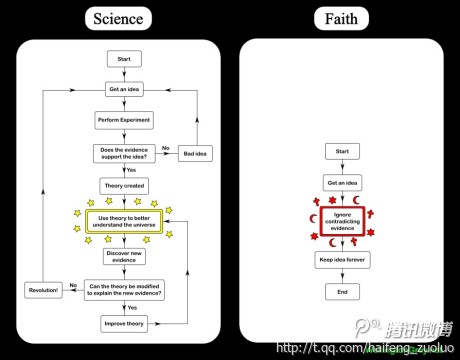 Science
Start
Get an idea
Perform Experiment
Does the evidence
support the idea?
No
Bad idea
Yes
Theory created
Use theory to better
understand the universe
Discover new
evidence
Can the theory be modified
to explain the new evidence?
No
Revolution!
Yes
Improve theory
Faith
Start
Get an idea
Ignore
contradicting
evidence
Keep idea forever
End
腾讯微博
http://t.qq.com/haifeng_zuoluo